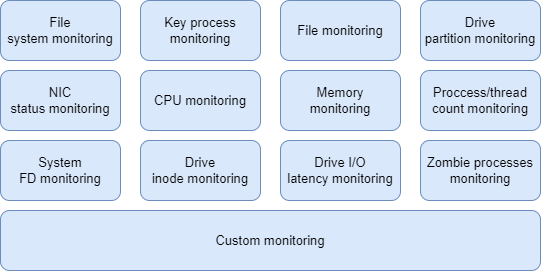 File
system monitoring
Key process
monitoring
File monitoring
Drive
partition monitoring
NIC
status monitoring
CPU monitoring
Memory
monitoring
Proccess/thread
count monitoring
System
FD monitoring
Drive
inode monitoring
Drive I/O
latency monitoring
Zombie processes
monitoring
Custom monitoring